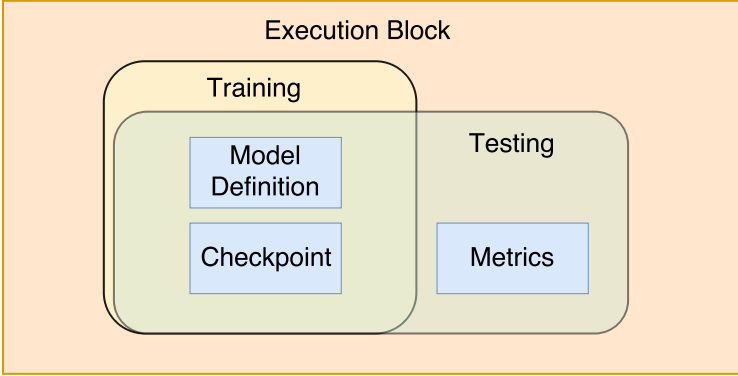 Execution Block
Training
Testing
Model
Definition
Checkpoint
Metrics